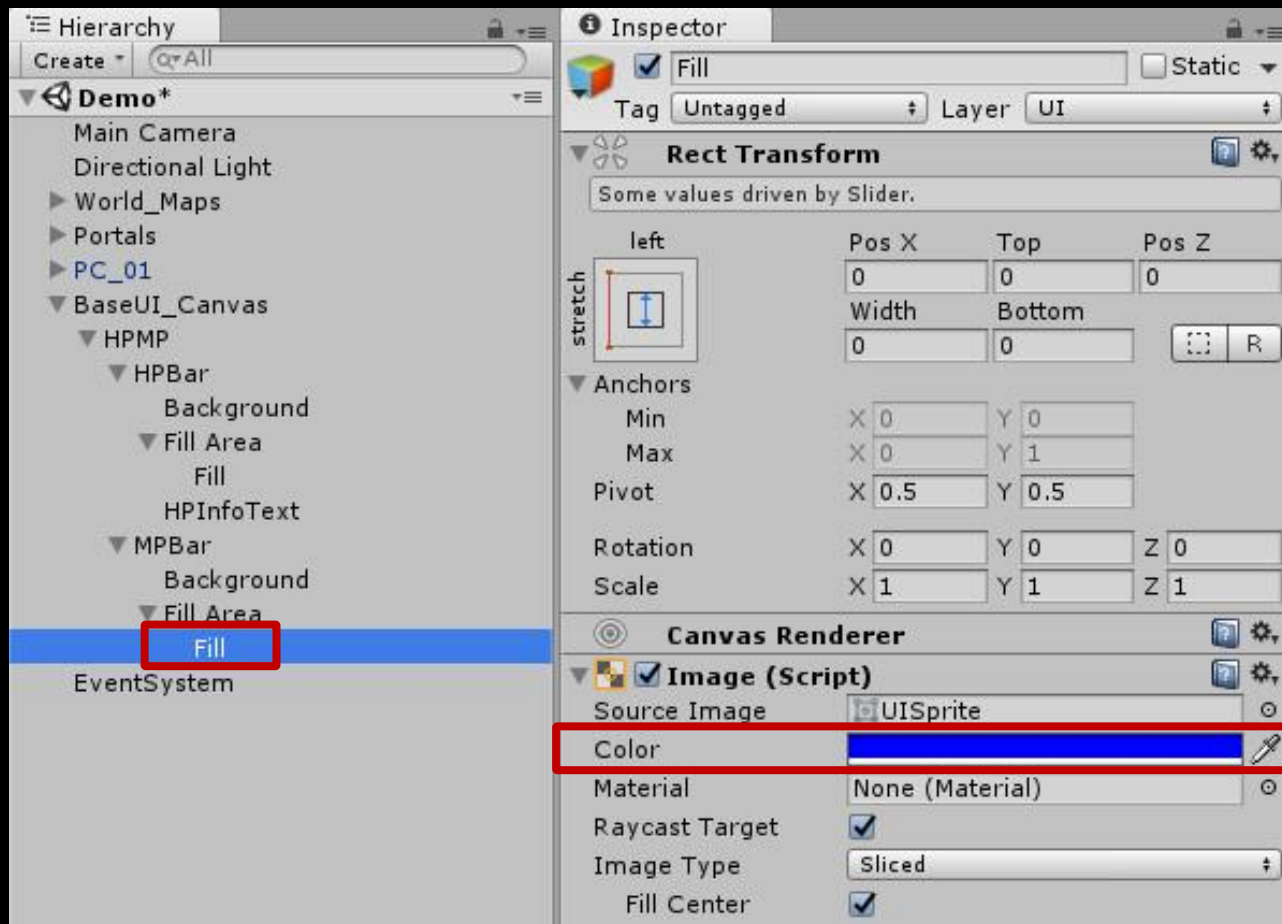 Hierarchy
Create All
Demo*
Main Camera
Directional Light
World_Maps
Portals
PC_01
BaseUI_Canvas
HPMP
HPBar
Background
Fill Area
Fill
HPInfoText
MPBar
Background
Fill Area
Fill
EventSystem
Inspector
Fill Static
Tag Untagged Layer UI
Rect Transform
Some values driven by Slider.
left Pos X Top Pos Z
stretch
0 0 0
Width Bottom
0 0 R
Anchors
Min X 0 Y 0
Max X 0 Y 1
Pivot X 0.5 Y 0.5
Rotation X 0 Y 0 Z 0
Scale X 1 Y 1 Z 1
Canvas Renderer
Image (Script)
Source Image UISprite
Color
Material None (Material)
Raycast Target
Image Type Sliced
Fill Center